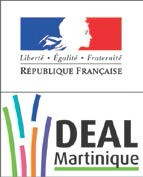 Liberté • Égalité • Fraternité
RÉPUBLIQUE FRANÇAISE
DEAL
Martinique